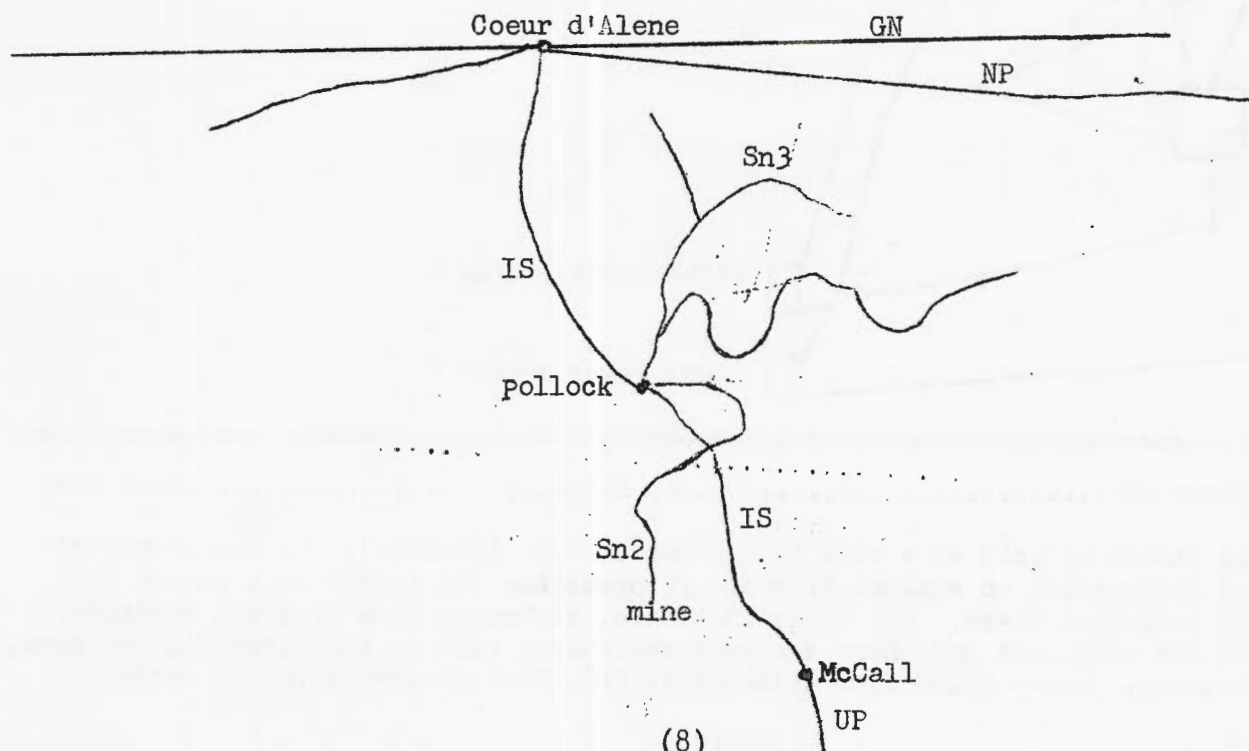 Coeur d'Alene
GN
NP
Sn3
IS
pollock
IS
Sn2
mine
McCall
UP
(8)